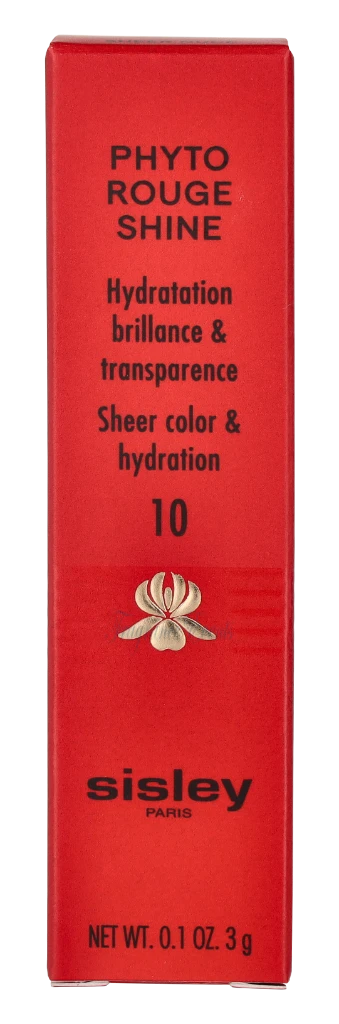 PHYTO
ROUGE
SHINE
Hydratation
brillance &
transparence
Sheer color &
hydration
10
sisley
PARIS
NET WT. 0.1 OZ. 3 g